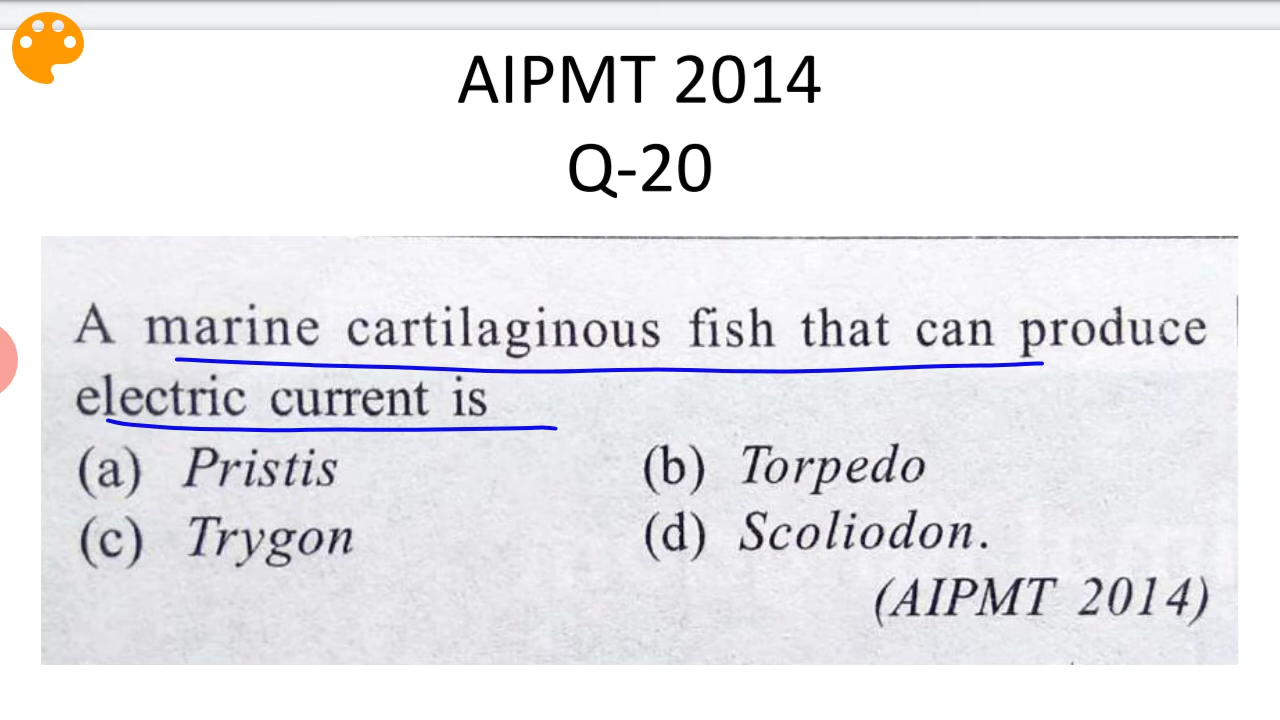 AIPMT 2014
Q-20
A marine cartilaginous fish that can produce
electric current is
(a) Pristis (b) Torpedo
(c) Trygon (d) Scoliodon.
(AIPMT 2014)